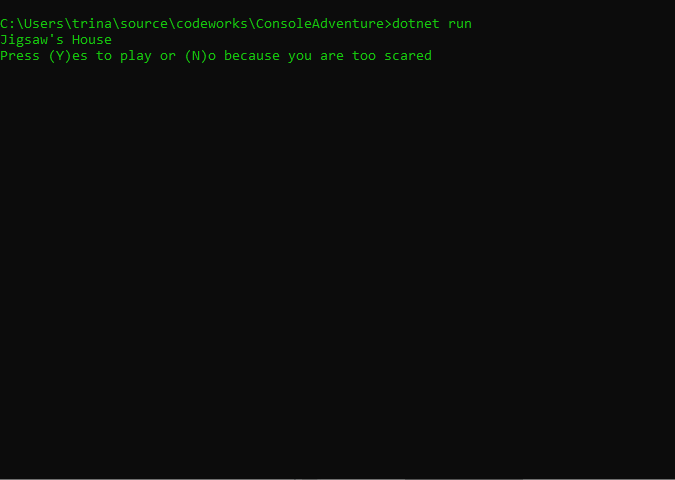 C:\Users\trina\source\codeworks\ConsoleAdventure>dotnet run
Jigsaw's House
Press (Y)es to play or (N)o because you are too scared